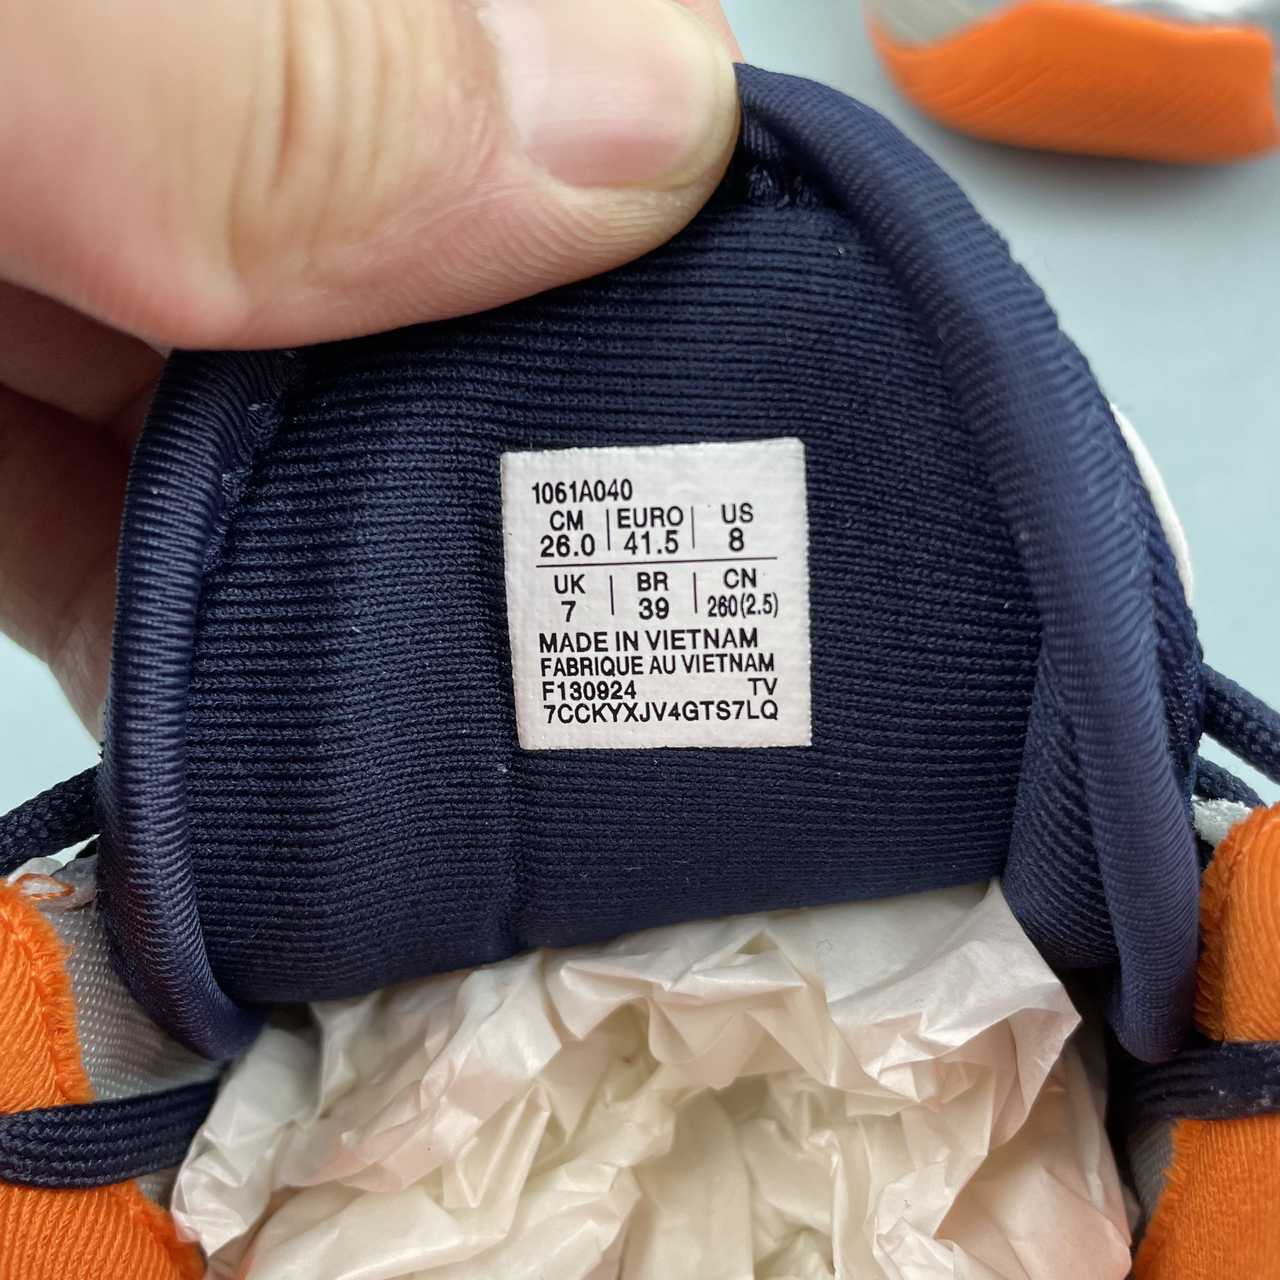 1061A040
CM | EURO | US
26.0 | 41.5 | 8
UK | BR | CN
7 | 39 | 260(2.5)
MADE IN VIETNAM
FABRIQUE AU VIETNAM
F130924 TV
7CCKYXJV4GTS7LQ